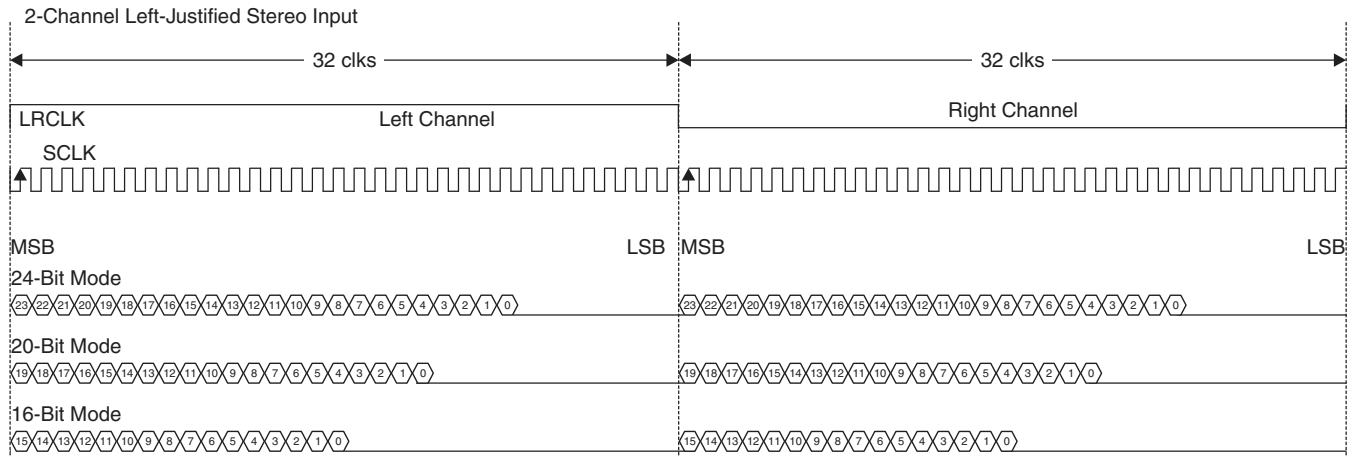 2-Channel Left-Justified Stereo Input
32 clks 32 clks
LRCLK Left Channel Right Channel
SCLK
MSB LSB MSB LSB
24-Bit Mode
23 22 21 20 19 18 17 16 15 14 13 12 11 10 9 8 7 6 5 4 3 2 1 0 23 22 21 20 19 18 17 16 15 14 13 12 11 10 9 8 7 6 5 4 3 2 1 0
20-Bit Mode
19 18 17 16 15 14 13 12 11 10 9 8 7 6 5 4 3 2 1 0 19 18 17 16 15 14 13 12 11 10 9 8 7 6 5 4 3 2 1 0
16-Bit Mode
15 14 13 12 11 10 9 8 7 6 5 4 3 2 1 0 15 14 13 12 11 10 9 8 7 6 5 4 3 2 1 0